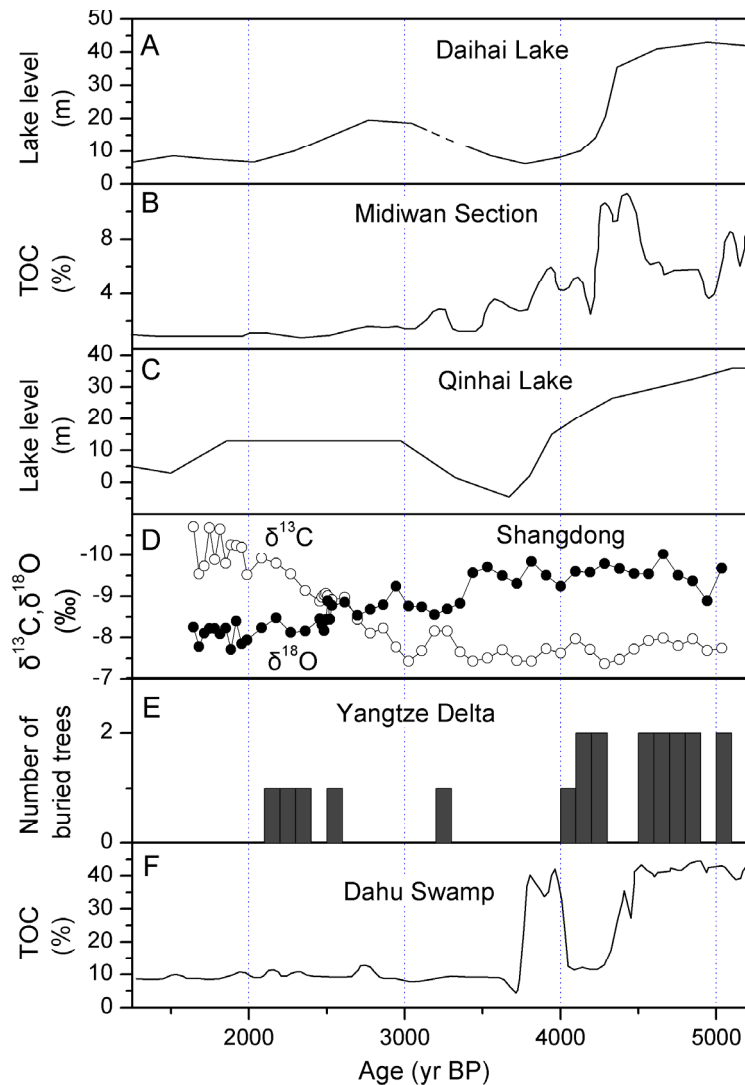 50
A
Daihai Lake
40
30
20
10
0
Lake level
(m)
B
Midiwan Section
8
4
TOC
(%)
40
C
Qinhai Lake
30
20
10
0
Lake level
(m)
D
δ13C
Shangdong
-10
-9
-8
-7
δ18O
δ13C,δ18O
(‰)
E
Yangtze Delta
2
0
Number of
buried trees
F
Dahu Swamp
40
30
20
10
0
TOC
(%)
2000 3000 4000 5000
Age (yr BP)